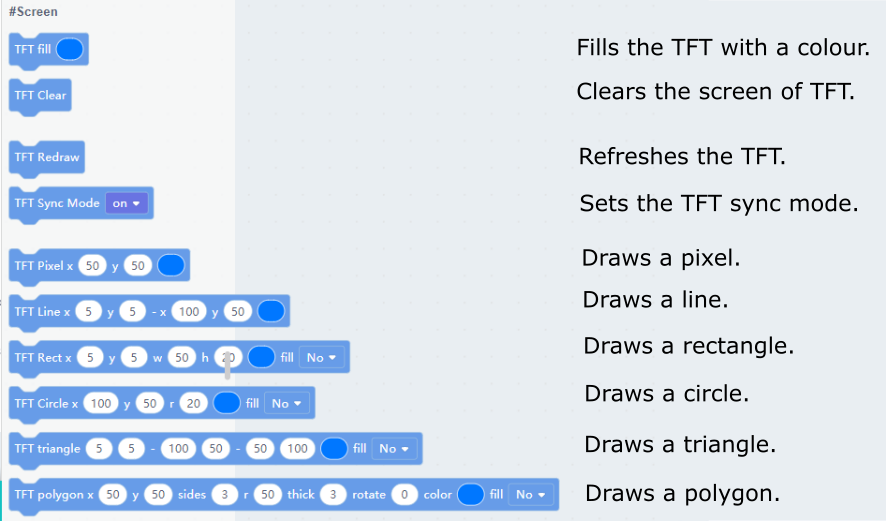 #Screen
TFT fill Fills the TFT with a colour.
TFT Clear Clears the screen of TFT.
TFT Redraw Refreshes the TFT.
TFT Sync Mode on Sets the TFT sync mode.
TFT Pixel x 50 y 50 Draws a pixel.
TFT Line x 5 y 5 - x 100 y 50 Draws a line.
TFT Rect x 5 y 5 w 50 h 20 fill No Draws a rectangle.
TFT Circle x 100 y 50 r 20 fill No Draws a circle.
TFT triangle 5 5 - 100 50 - 50 100 fill No Draws a triangle.
TFT polygon x 50 y 50 sides 3 r 50 thick 3 rotate 0 color fill No Draws a polygon.